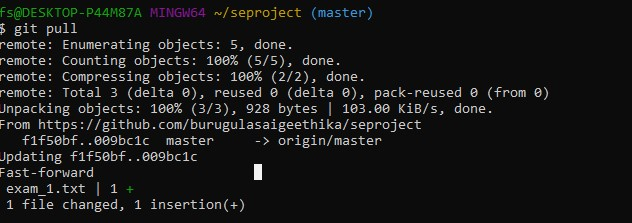 fs@DESKTOP-P44M87A MINGW64 ~/seproject (master)
$ git pull
remote: Enumerating objects: 5, done.
remote: Counting objects: 100% (5/5), done.
remote: Compressing objects: 100% (2/2), done.
remote: Total 3 (delta 0), reused 0 (delta 0), pack-reused 0 (from 0)
Unpacking objects: 100% (3/3), 928 bytes | 103.00 KiB/s, done.
From https://github.com/burugulasaigeethika/seproject
   f1f50bf..009bc1c  master     -> origin/master
Updating f1f50bf..009bc1c
Fast-forward
 exam_1.txt | 1 +
 1 file changed, 1 insertion(+)